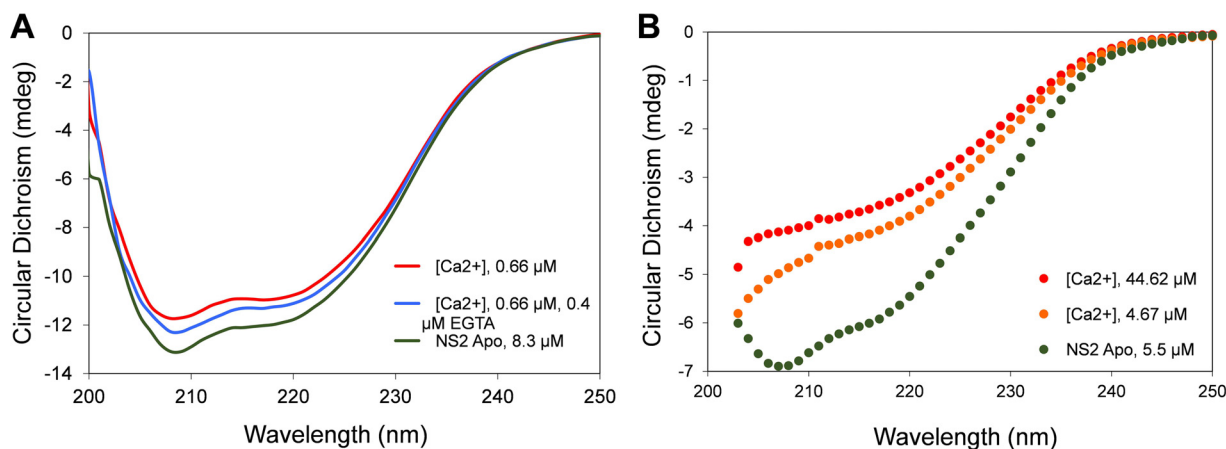 A
Circular Dichroism (mdeg)
0
-2
-4
-6
-8
-10
-12
-14
200
210
220
230
240
250
Wavelength (nm)
[Ca2+], 0.66 µM
[Ca2+], 0.66 µM, 0.4
µM EGTA
NS2 Apo, 8.3 µM
B
Circular Dichroism (mdeg)
0
-1
-2
-3
-4
-5
-6
-7
200
210
220
230
240
250
Wavelength (nm)
[Ca2+], 44.62 µM
[Ca2+], 4.67 µM
NS2 Apo, 5.5 µM